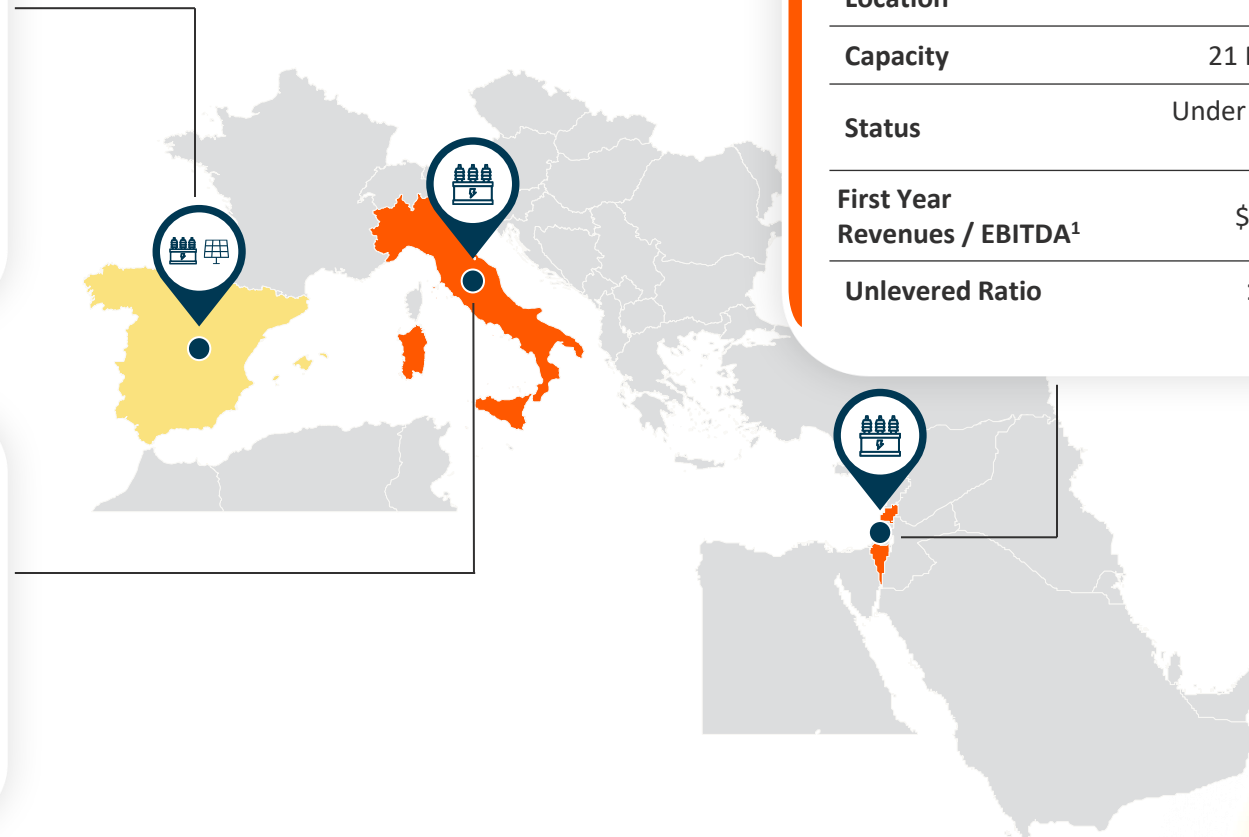 Location
Capacity 21
Status Under
First Year
Revenues / EBITDA¹ $
Unlevered Ratio